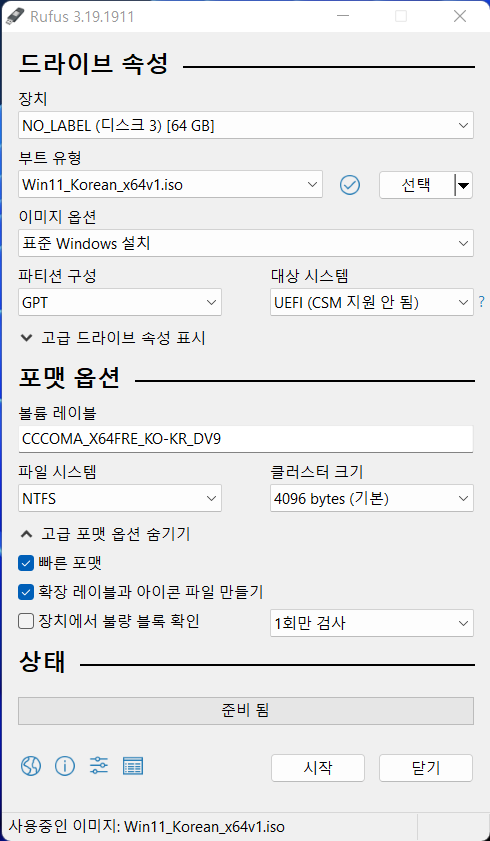 Rufus 3.19.1911
드라이브 속성
장치
NO_LABEL (디스크 3) [64 GB]
부트 유형
Win11_Korean_x64v1.iso
선택
이미지 옵션
표준 Windows 설치
파티션 구성
대상 시스템
GPT
UEFI (CSM 지원 안 됨)
?
고급 드라이브 속성 표시
포맷 옵션
볼륨 레이블
CCCOMA_X64FRE_KO-KR_DV9
파일 시스템
클러스터 크기
NTFS
4096 bytes (기본)
고급 포맷 옵션 숨기기
빠른 포맷
확장 레이블과 아이콘 파일 만들기
장치에서 불량 블록 확인
1회만 검사
상태
준비 됨
시작
닫기
사용중인 이미지: Win11_Korean_x64v1.iso